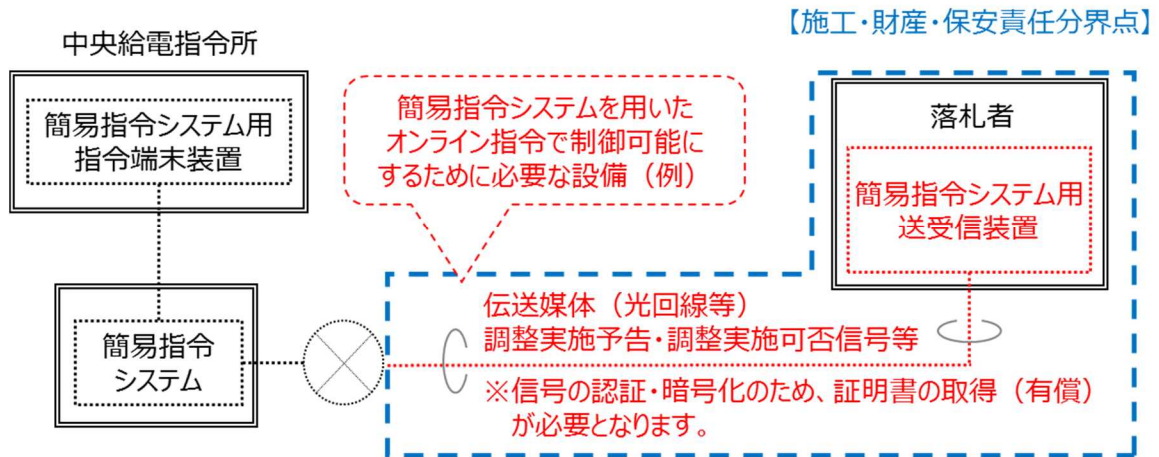 【施工・財産・保安責任分界点】
中央給電指令所
簡易指令システム用
指令端末装置
簡易指令システムを用いた
オンライン指令で制御可能に
するために必要な設備（例）
落札者
簡易指令システム用
送受信装置
簡易指令
システム
伝送媒体（光回線等）
調整実施予告・調整実施可否信号等
※信号の認証・暗号化のため、証明書の取得（有償）
が必要となります。